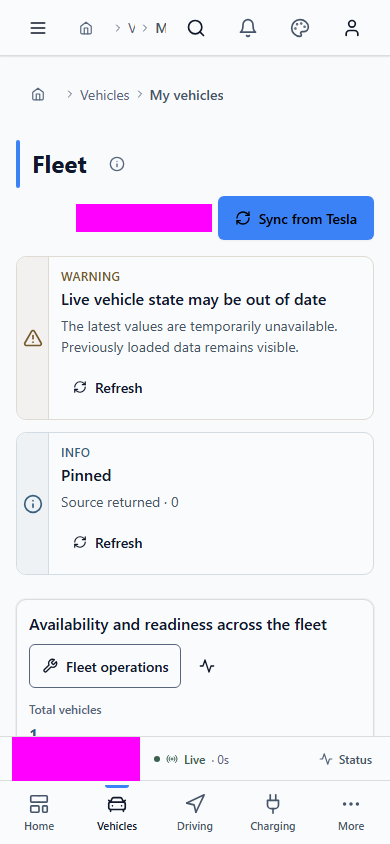 V M
Vehicles My vehicles
Fleet
Sync from Tesla
WARNING
Live vehicle state may be out of date
The latest values are temporarily unavailable.
Previously loaded data remains visible.
Refresh
INFO
Pinned
Source returned · 0
Refresh
Availability and readiness across the fleet
Fleet operations
Total vehicles
1
Live · 0s Status
Home Vehicles Driving Charging More